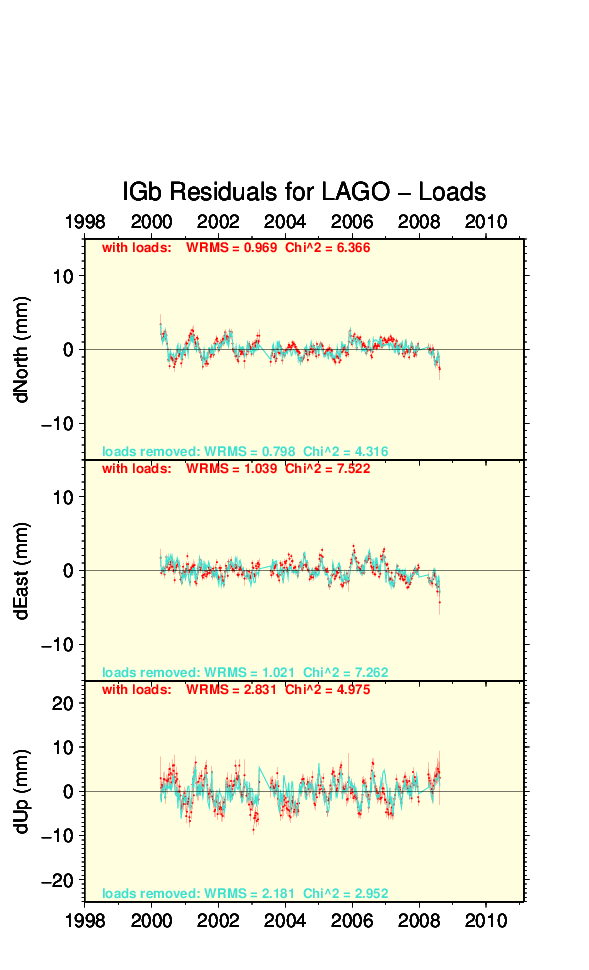 IGb Residuals for LAGO − Loads
1998 2000 2002 2004 2006 2008 2010
with loads: WRMS = 0.969 Chi^2 = 6.366
10
0
−10
dNorth (mm)
loads removed: WRMS = 0.798 Chi^2 = 4.316
with loads: WRMS = 1.039 Chi^2 = 7.522
10
0
−10
dEast (mm)
loads removed: WRMS = 1.021 Chi^2 = 7.262
with loads: WRMS = 2.831 Chi^2 = 4.975
20
10
0
−10
−20
dUp (mm)
loads removed: WRMS = 2.181 Chi^2 = 2.952
1998 2000 2002 2004 2006 2008 2010